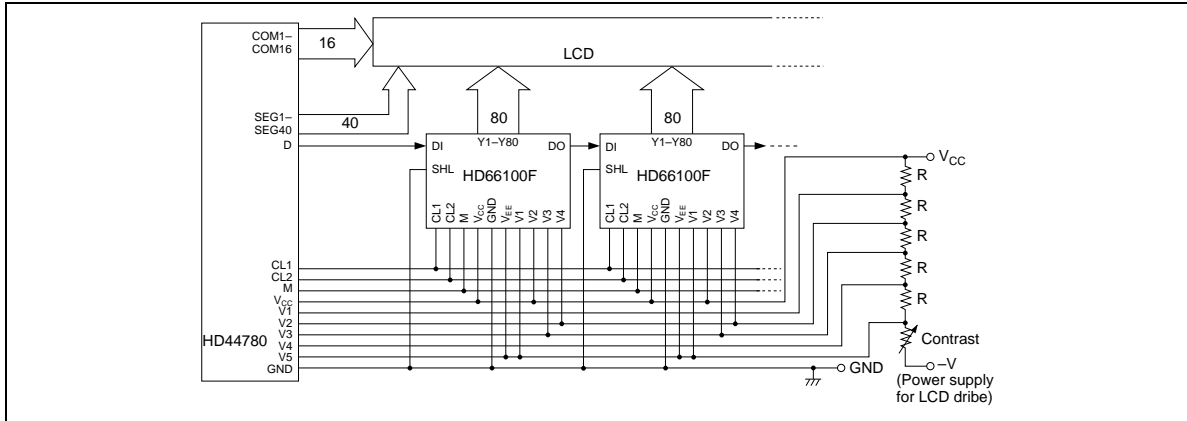 COM1–
COM16
16
LCD
SEG1–
SEG40
40
D
80
80
DI
Y1–Y80
DO
SHL
HD66100F
CL1
CL2
M
VCC
GND
VEE
V1
V2
V3
V4
DI
Y1–Y80
DO
SHL
HD66100F
CL1
CL2
M
VCC
GND
VEE
V1
V2
V3
V4
VCC
R
R
R
R
R
CL1
CL2
M
VCC
V1
V2
V3
HD44780
V4
V5
GND
Contrast
GND
–V
(Power supply
for LCD dribe)